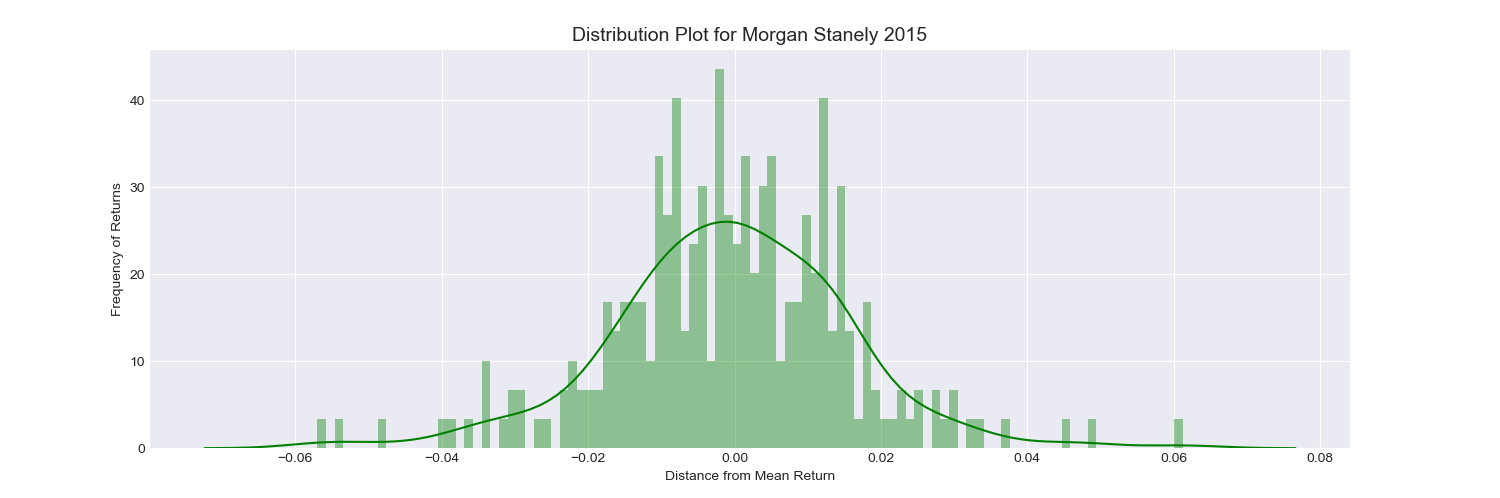 Distribution Plot for Morgan Stanely 2015
40
30
20
10
0
Frequency of Returns
−0.06 −0.04 −0.02 0.00 0.02 0.04 0.06 0.08
Distance from Mean Return